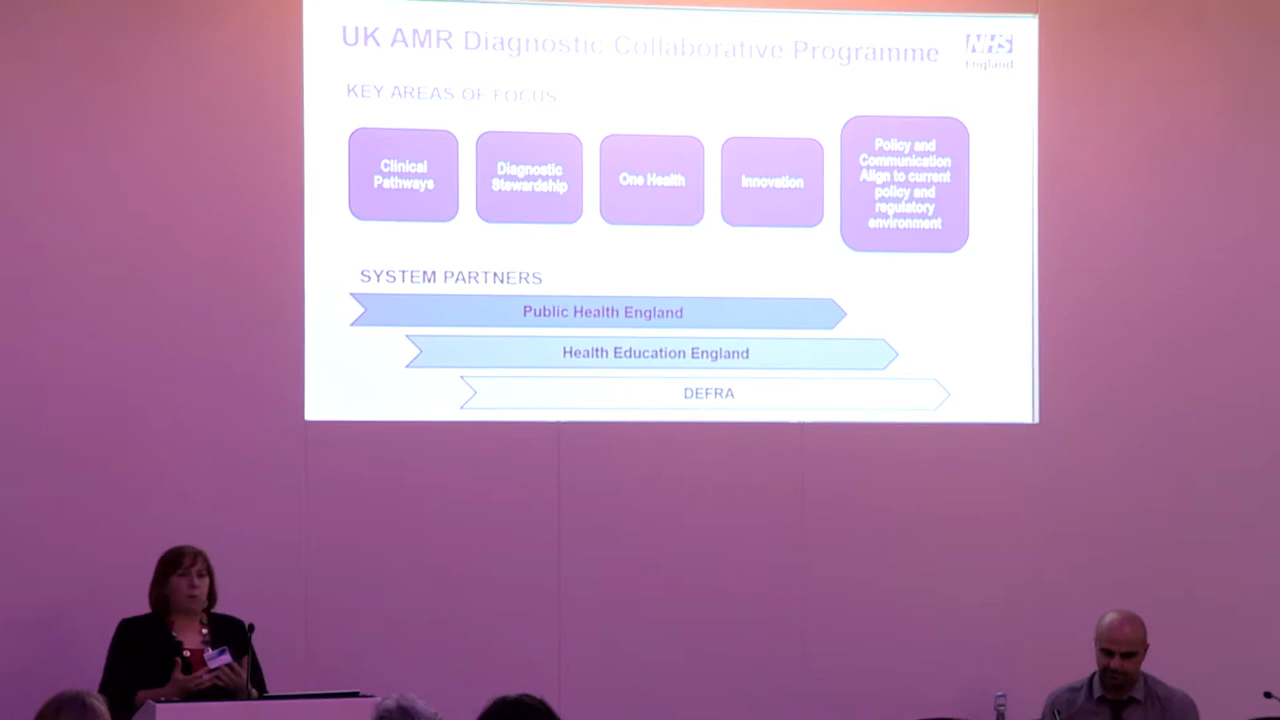 UK AMR Diagnostic Collaborative Programme
NHS
England
KEY AREAS OF FOCUS
Clinical
Pathways
Diagnostic
Stewardship
One Health
Innovation
Policy and
Communication
Align to current
policy and
regulatory
environment
SYSTEM PARTNERS
Public Health England
Health Education England
DEFRA